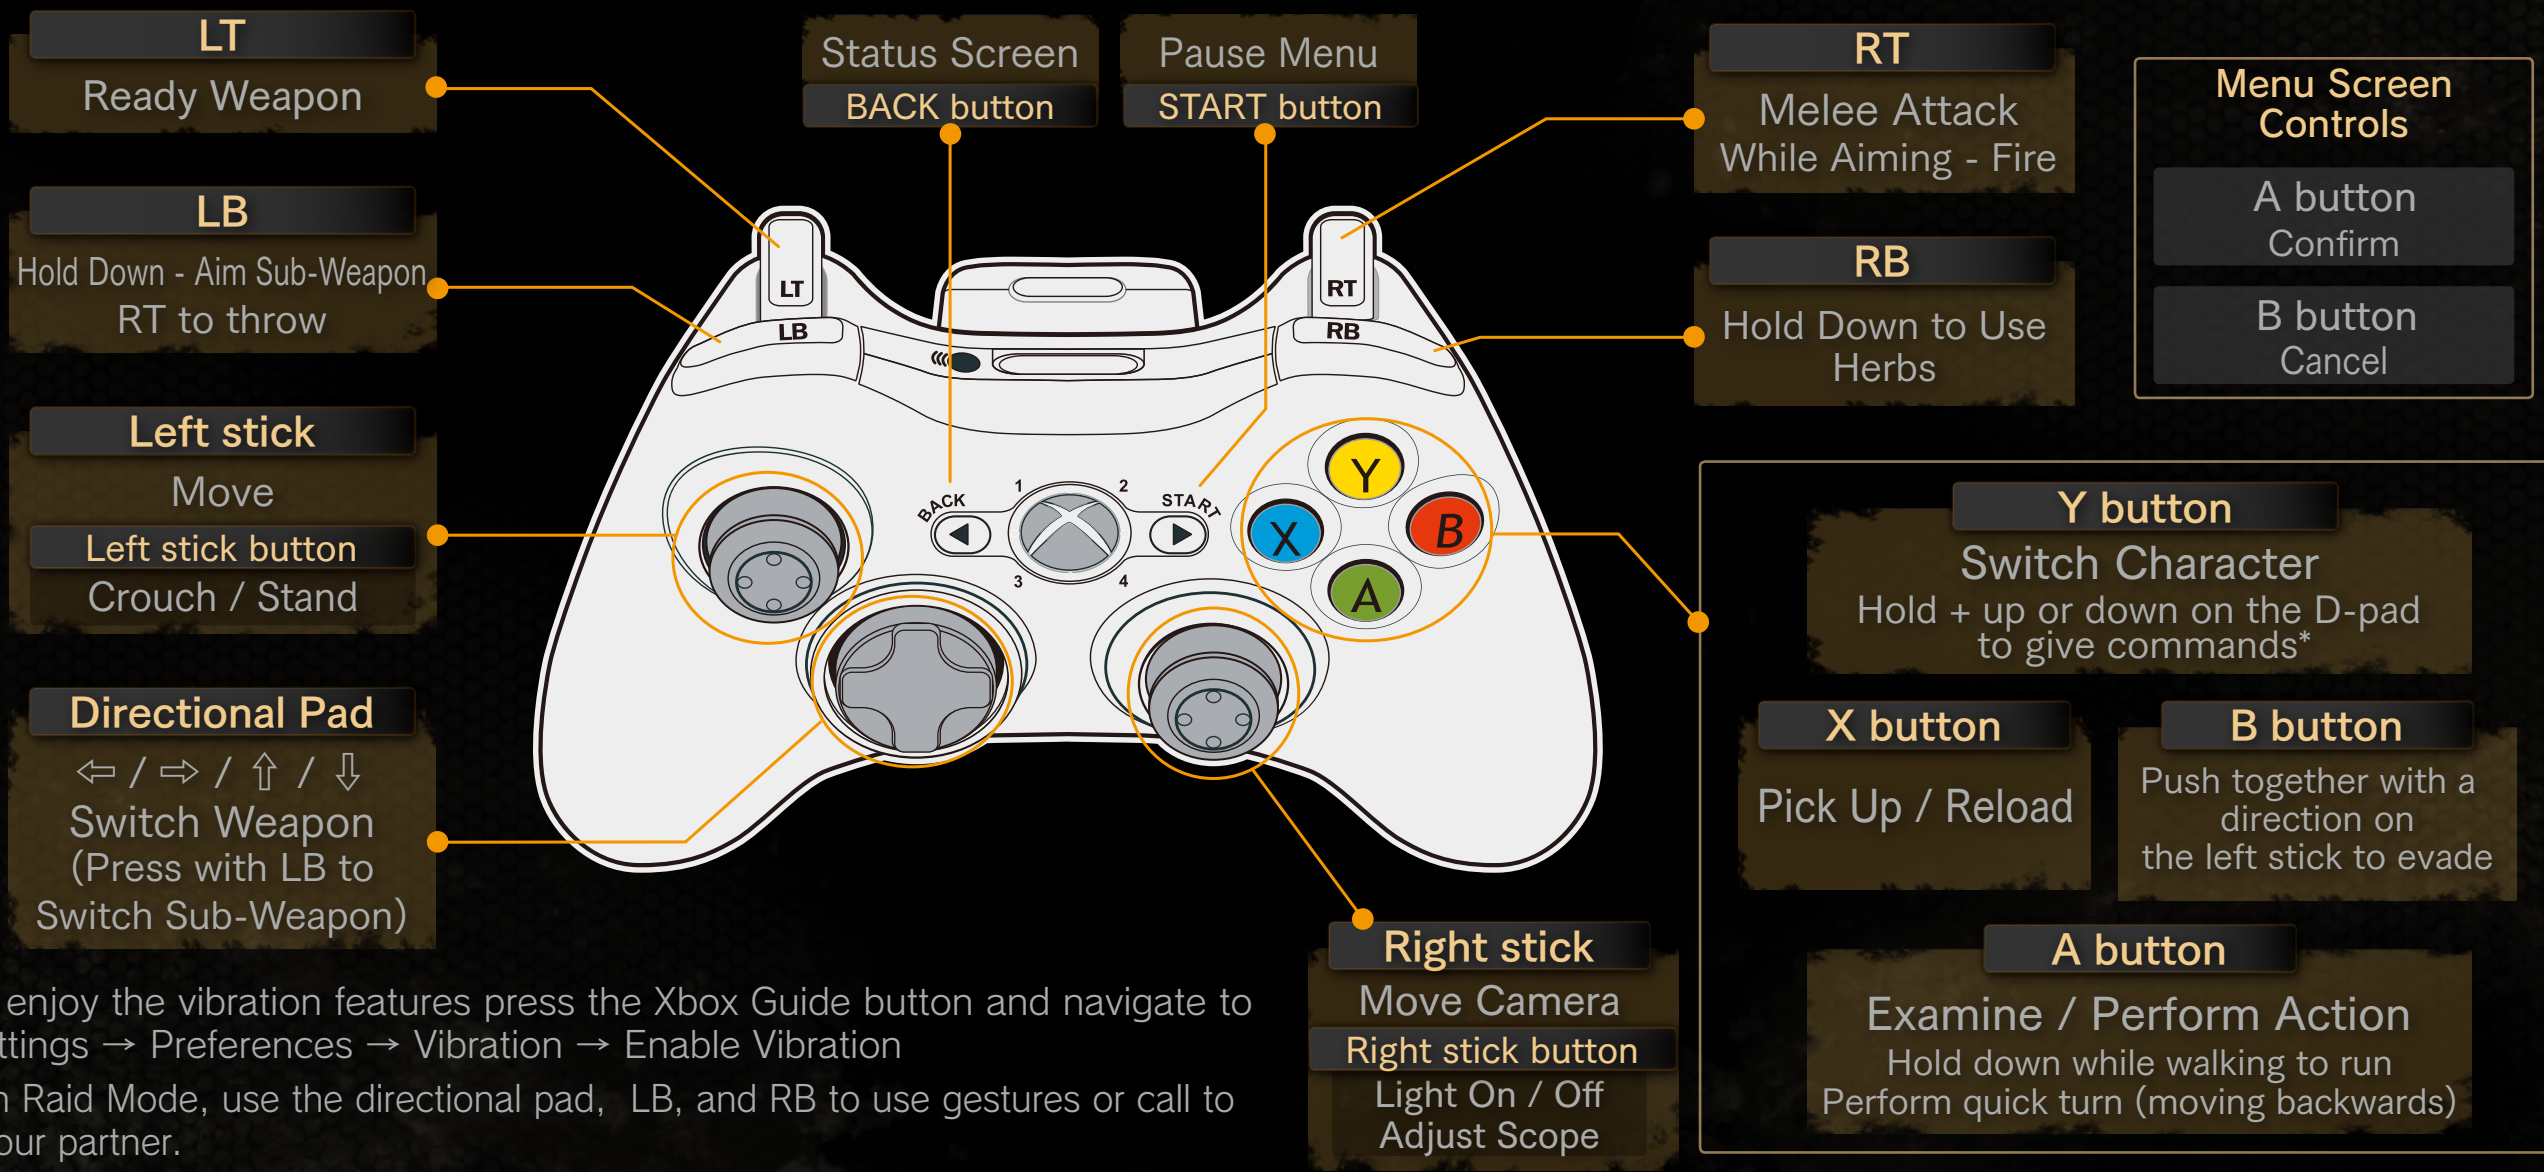 LT
Ready Weapon
LB
Hold Down - Aim Sub-Weapon
RT to throw
Left stick
Move
Left stick button
Crouch / Stand
Directional Pad
⇦ / ⇨ / ⇧ / ⇩
Switch Weapon
(Press with LB to
Switch Sub-Weapon)
Status Screen
BACK button
Pause Menu
START button
RT
Melee Attack
While Aiming - Fire
RB
Hold Down to Use
Herbs
Menu Screen
Controls
A button
Confirm
B button
Cancel
LT
RT
LB
RB
BACK
1
2
START
3
4
Y
X
B
A
Y button
Switch Character
Hold + up or down on the D-pad
to give commands*
X button
Pick Up / Reload
B button
Push together with a
direction on
the left stick to evade
A button
Examine / Perform Action
Hold down while walking to run
Perform quick turn (moving backwards)
Right stick
Move Camera
Right stick button
Light On / Off
Adjust Scope
enjoy the vibration features press the Xbox Guide button and navigate to
ttings → Preferences → Vibration → Enable Vibration
n Raid Mode, use the directional pad, LB, and RB to use gestures or call to
our partner.